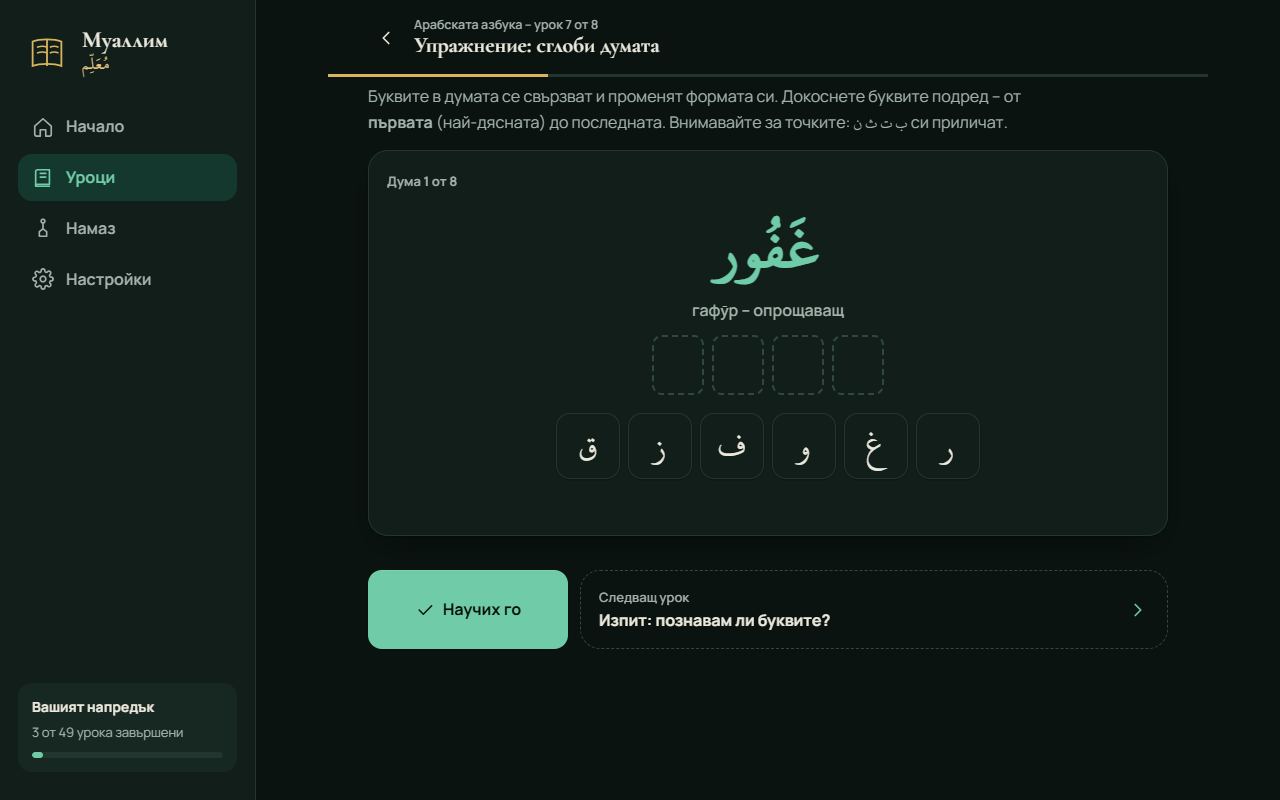 Муаллим
مُعَلِّم
Начало
Уроци
Намаз
Настройки
Вашият напредък
3 от 49 урока завършени
Арабската азбука – урок 7 от 8
Упражнение: сглоби думата
Буквите в думата се свързват и променят формата си. Докоснете буквите подред – от
първата (най-дясната) до последната. Внимавайте за точките: ب ت ث ن си приличат.
Дума 1 от 8
غَفُور
гафӯр – опрощаващ
ر غ و ف ز ق
Научих го
Следващ урок
Изпит: познавам ли буквите?